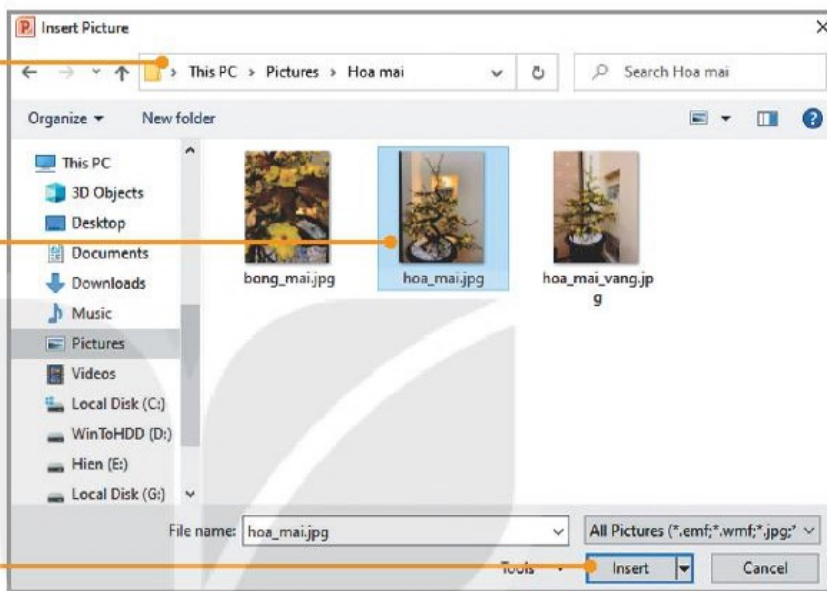 Insert Picture
This PC > Pictures > Hoa mai
Search Hoa mai
Organize
New folder
This PC
3D Objects
Desktop
Documents
Downloads
Music
Pictures
Videos
Local Disk (C:)
WinToHDD (D:)
Hien (E:)
Local Disk (G:)
bong_mai.jpg
hoa_mai.jpg
hoa_mai_vang.jp
g
File name: hoa_mai.jpg
All Pictures (*.emf;*.wmf;*.jpg;*
Tools
Insert
Cancel